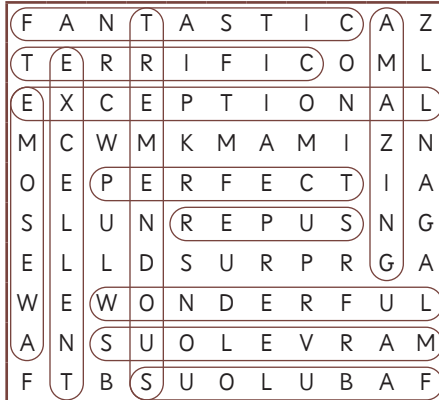 F A N T A S T I C A Z
T E R R I F I C O M L
E X C E P T I O N A L
M C W M K M A M I Z N
O E P E R F E C T I A
S L U N R E P U S N G
E L L D S U R P R G A
W E W O N D E R F U L
A N S U O L E V R A M
F T B S U O L U B A F